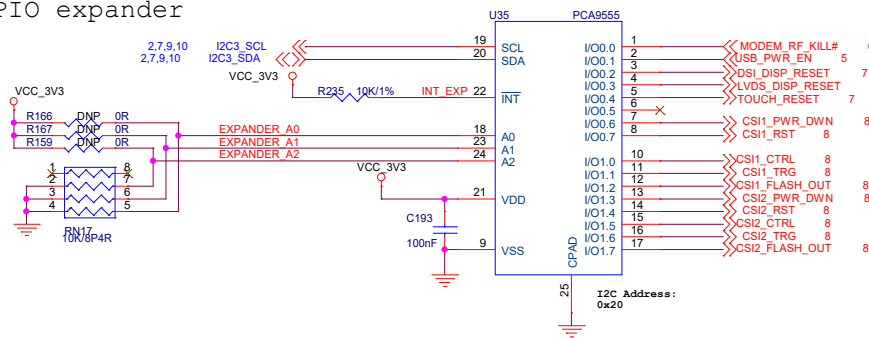 GPIO expander
U35 PCA9555
2,7,9,10 I2C3_SCL 19 SCL I/O0.0 1 MODEM_RF_KILL#
2,7,9,10 I2C3_SDA 20 SDA I/O0.1 2 USB_PWR_EN 5
I/O0.2 3 DSI_DISP_RESET 7
VCC_3V3 I/O0.3 4 LVDS_DISP_RESET
R235 10K/1% INT_EXP 22 INT I/O0.4 5 TOUCH_RESET 7
VCC_3V3 I/O0.5 6
R166 DNP 0R I/O0.6 7 CSI1_PWR_DWN 8
R167 DNP 0R EXPANDER_A0 18 A0 I/O0.7 8 CSI1_RST 8
R159 DNP 0R EXPANDER_A1 23 A1
EXPANDER_A2 24 A2 I/O1.0 10 CSI1_CTRL 8
1 8 VCC_3V3 I/O1.1 11 CSI1_TRG 8
2 7 I/O1.2 12 CSI1_FLASH_OUT 8
3 6 21 VDD I/O1.3 13 CSI2_PWR_DWN 8
4 5 C193 I/O1.4 14 CSI2_RST 8
RN17 I/O1.5 15 CSI2_CTRL 8
10K/8P4R 100nF I/O1.6 16 CSI2_TRG 8
9 VSS I/O1.7 17 CSI2_FLASH_OUT 8
CPAD
25
I2C Address:
0x20